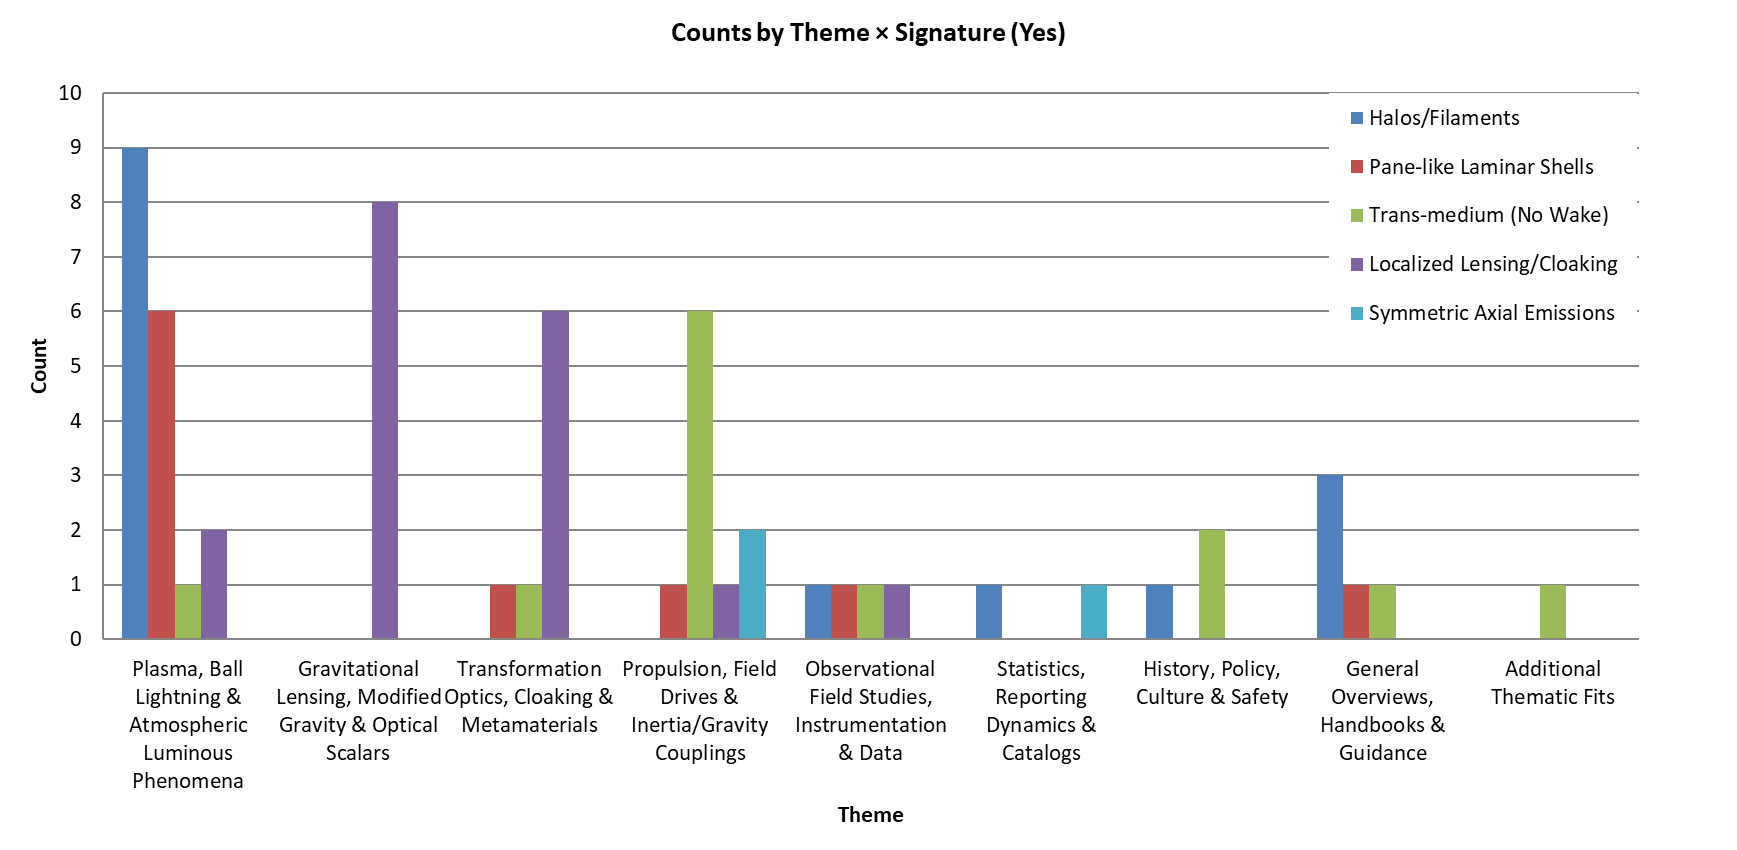 Counts by Theme × Signature (Yes)
10
9
8
7
6
5
4
3
2
1
0
Count
Halos/Filaments
Pane-like Laminar Shells
Trans-medium (No Wake)
Localized Lensing/Cloaking
Symmetric Axial Emissions
Plasma, Ball
Lightning &
Atmospheric
Luminous
Phenomena
Gravitational
Lensing, Modified
Gravity & Optical
Scalars
Transformation
Optics, Cloaking &
Metamaterials
Propulsion, Field
Drives &
Inertia/Gravity
Couplings
Observational
Field Studies,
Instrumentation
& Data
Statistics,
Reporting
Dynamics &
Catalogs
History, Policy,
Culture & Safety
General
Overviews,
Handbooks &
Guidance
Additional
Thematic Fits
Theme